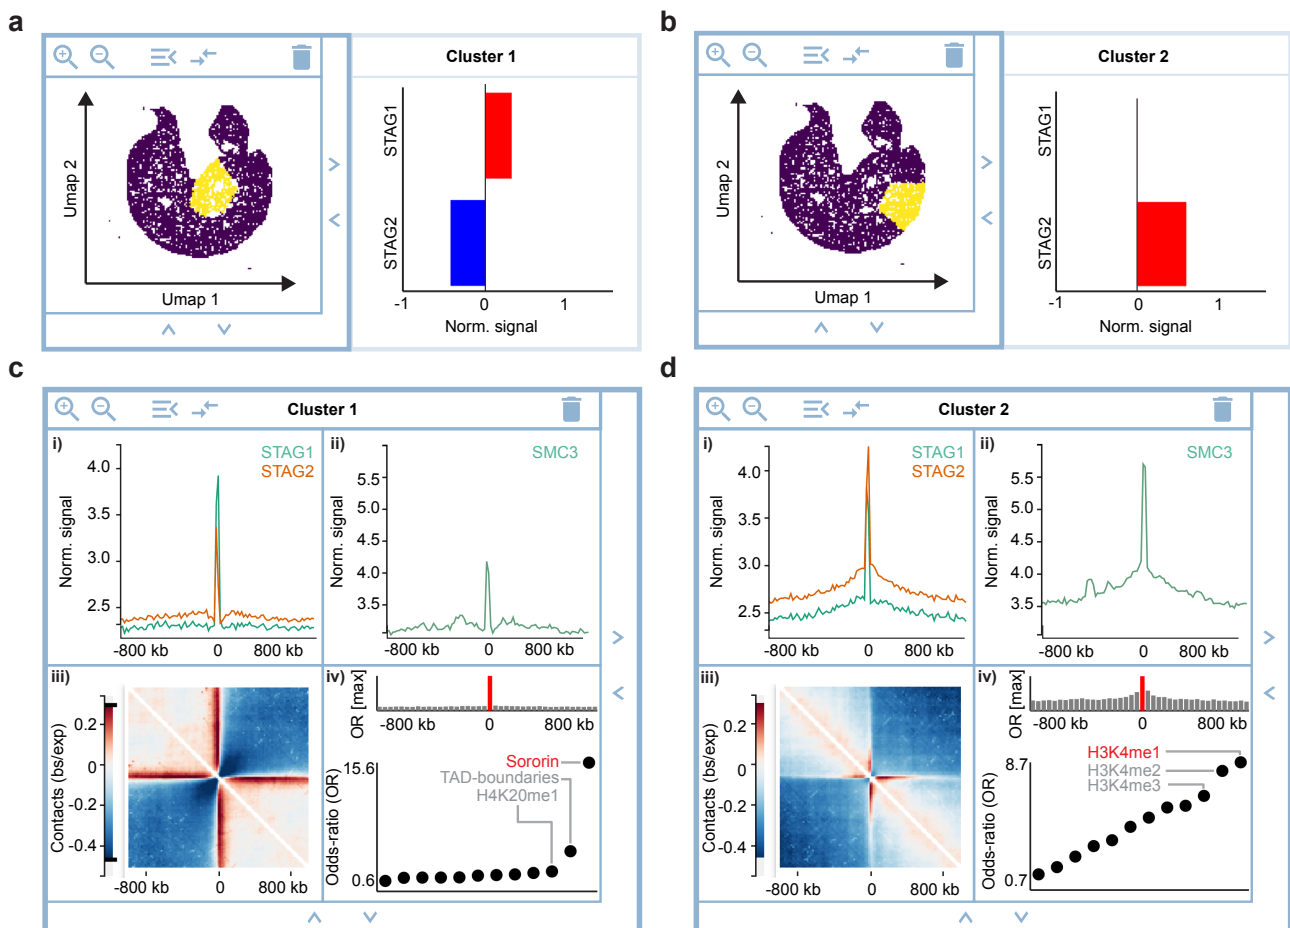 a
Cluster 1
Umap 2
Umap 1
STAG1
STAG2
-1
0
1
Norm. signal
b
Cluster 2
Umap 2
Umap 1
STAG1
STAG2
-1
0
1
Norm. signal
c
Cluster 1
i)
STAG1
STAG2
Norm. signal
4.0
3.5
3.0
2.5
-800 kb
0
800 kb
ii)
SMC3
Norm. signal
5.5
5.0
4.5
4.0
3.5
-800 kb
0
800 kb
iii)
Contacts (bs/exp)
0.2
0
-0.2
-0.4
-800 kb
0
800 kb
iv)
OR [max]
-800 kb
0
800 kb
Odds-ratio (OR)
15.6
0.6
Sororin
TAD-boundaries
H4K20me1
d
Cluster 2
i)
STAG1
STAG2
Norm. signal
4.0
3.5
3.0
2.5
-800 kb
0
800 kb
ii)
SMC3
Norm. signal
5.5
5.0
4.5
4.0
3.5
-800 kb
0
800 kb
iii)
Contacts (bs/exp)
0.2
0
-0.2
-0.4
-800 kb
0
800 kb
iv)
OR [max]
-800 kb
0
800 kb
Odds-ratio (OR)
8.7
0.7
H3K4me1
H3K4me2
H3K4me3